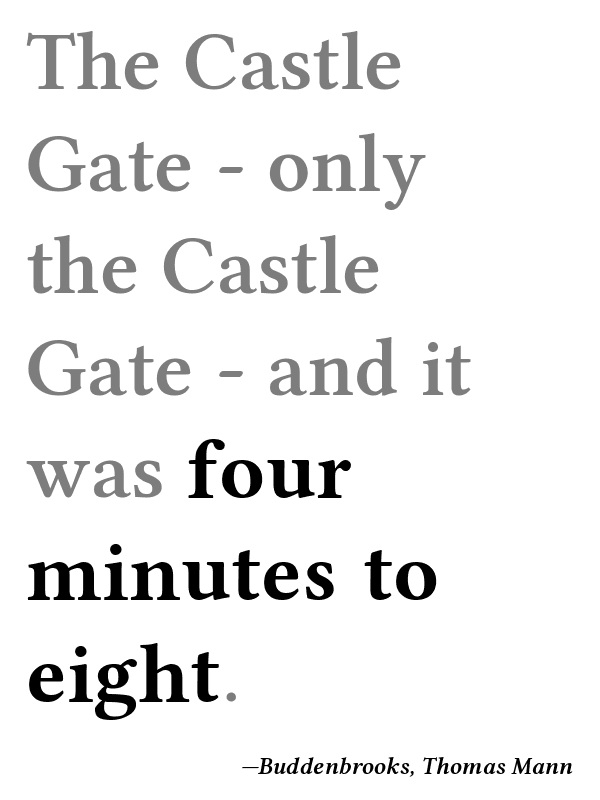 The Castle
Gate - only
the Castle
Gate - and it
was four
minutes to
eight.
—Buddenbrooks, Thomas Mann